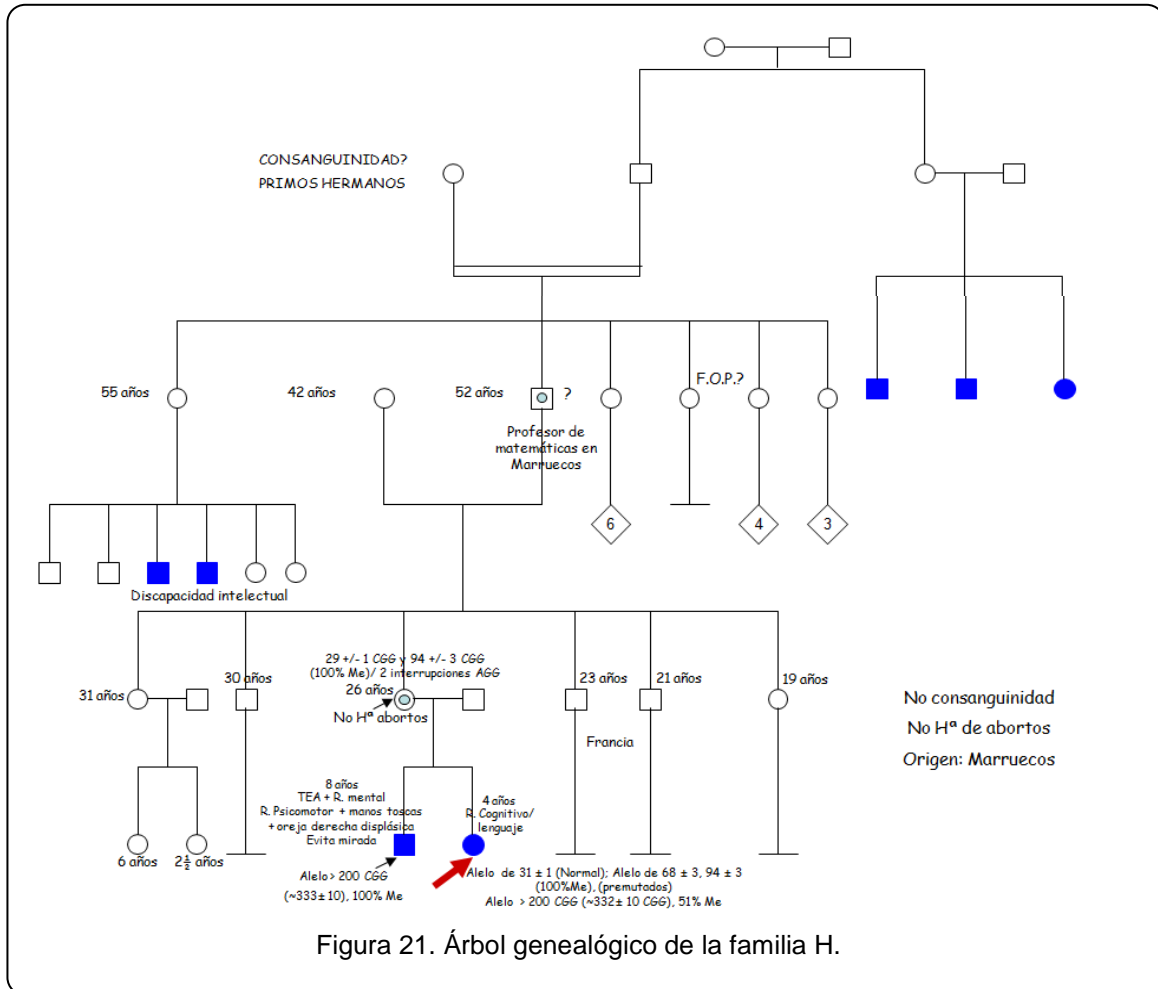 CONSANGUINIDAD?
PRIMOS HERMANOS
55 años
42 años
52 años
?
F.O.P.?
Profesor de
matemáticas en
Marruecos
6
4
3
Discapacidad intelectual
29 +/- 1 CGG y 94 +/- 3 CGG
(100% Me)/ 2 interrupciones AGG
31 años
30 años
26 años
No Hª abortos
23 años
21 años
19 años
Francia
No consanguinidad
No Hª de abortos
Origen: Marruecos
8 años
TEA + R. mental
R. Psicomotor + manos toscas
+ oreja derecha displásica
Evita mirada
4 años
R. Cognitivo/
lenguaje
6 años
2½ años
Alelo > 200 CGG
(~333± 10), 100% Me
Alelo de 31 ± 1 (Normal); Alelo de 68 ± 3, 94 ± 3
(100%Me), (premutados)
Alelo > 200 CGG (~332± 10 CGG), 51% Me
Figura 21. Árbol genealógico de la familia H.